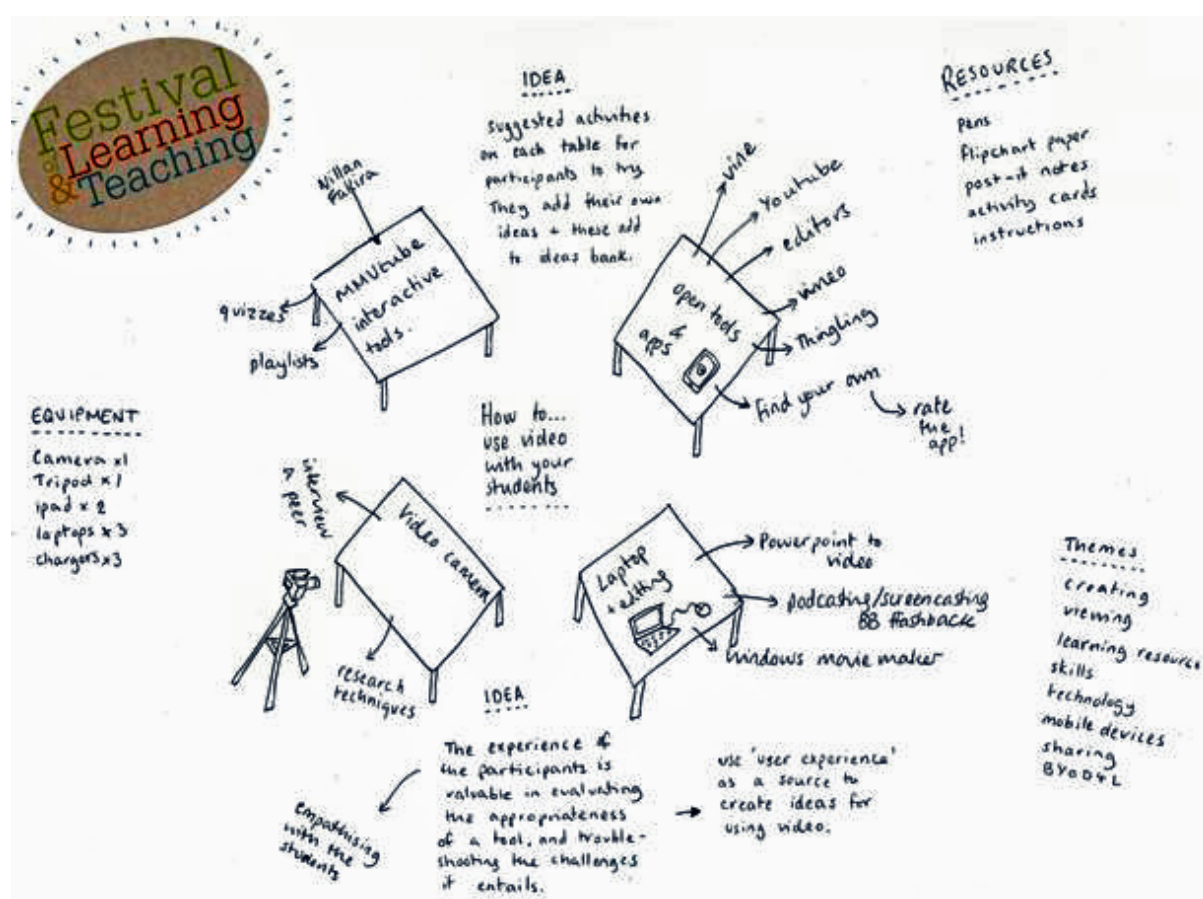 Festival
for Learning
& Teaching
IDEA
suggested activities
on each table for
participants to try
They add their own
ideas + these add
to ideas bank.
RESOURCES
pens
flipchart paper
post-it notes
activity cards
instructions
Fakira
MMUtube
interactive
tools.
quizzes
playlists
vine
Youtube
editors
vimeo
Thingling
find your own
rate
the
app!
open tools
&
apps
EQUIPMENT
Camera x1
Tripod x1
ipad x 2
laptops x 3
chargers x3
How to...
use video
with your
students
interview
a
peer
Video camera
research
techniques
Laptop
+ editing
Powerpoint to
video
podcasting/screencasting
BB flashback
windows movie maker
Themes
creating
viewing
learning resource
skills
technology
mobile devices
sharing
BYOD4L
IDEA
The experience of
the participants is
valuable in evaluating
the appropriateness
of a tool, and trouble-
shooting the challenges
it entails.
empathising
with the
students
use 'user experience'
as a source to
create ideas for
using video.